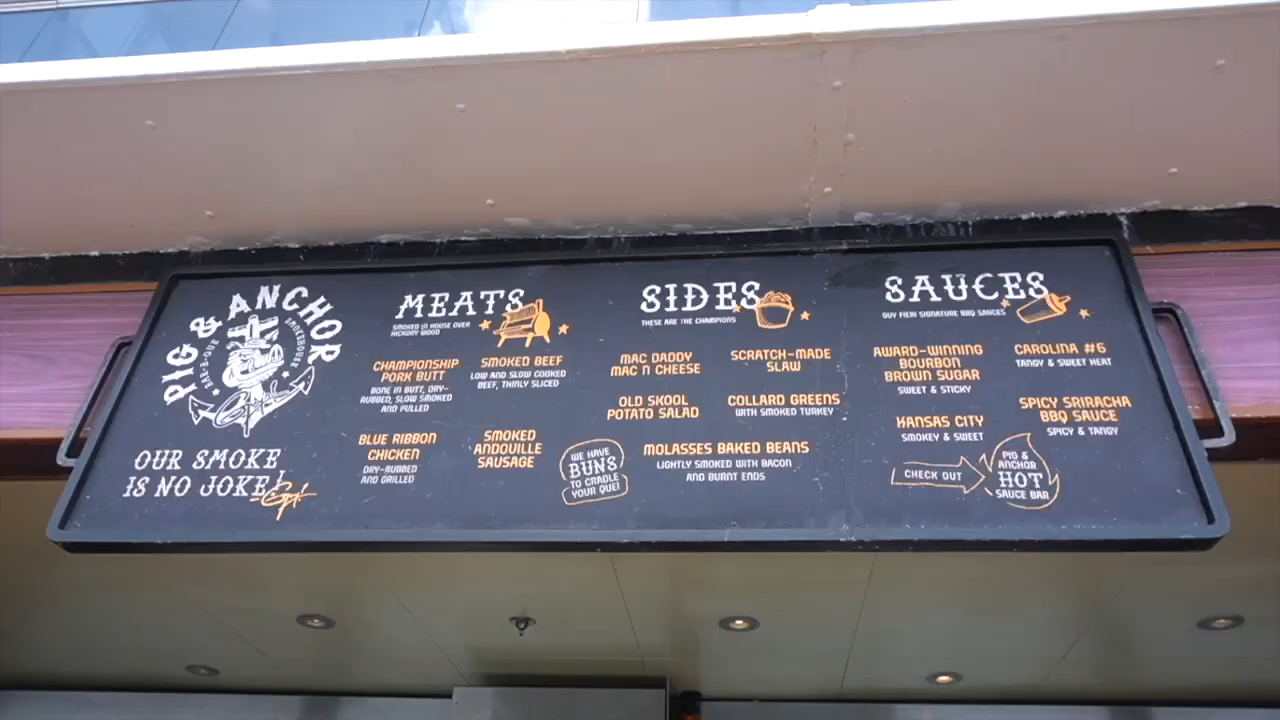 PIG & ANCHOR
BAR-B-QUE
SMOKEHOUSE
OUR SMOKE
IS NO JOKE!
MEATS
SMOKED IN HOUSE OVER
HICKORY WOOD
CHAMPIONSHIP
PORK BUTT
BONE IN BUTT, DRY-
RUBBED, SLOW SMOKED
AND PULLED
SMOKED BEEF
LOW AND SLOW COOKED
BEEF, THINLY SLICED
BLUE RIBBON
CHICKEN
DRY-RUBBED
AND GRILLED
SMOKED
ANDOUILLE
SAUSAGE
WE HAVE
BUNS
TO CRADLE
YOUR QUE!
SIDES
THESE ARE THE CHAMPIONS
MAC DADDY
MAC N CHEESE
SCRATCH-MADE
SLAW
OLD SKOOL
POTATO SALAD
COLLARD GREENS
WITH SMOKED TURKEY
MOLASSES BAKED BEANS
LIGHTLY SMOKED WITH BACON
AND BURNT ENDS
SAUCES
GUY FIERI SIGNATURE BBQ SAUCES
AWARD-WINNING
BOURBON
BROWN SUGAR
SWEET & STICKY
CAROLINA #6
TANGY & SWEET HEAT
KANSAS CITY
SMOKEY & SWEET
SPICY SRIRACHA
BBQ SAUCE
SPICY & TANGY
CHECK OUT
PIG &
ANCHOR
HOT
SAUCE BAR